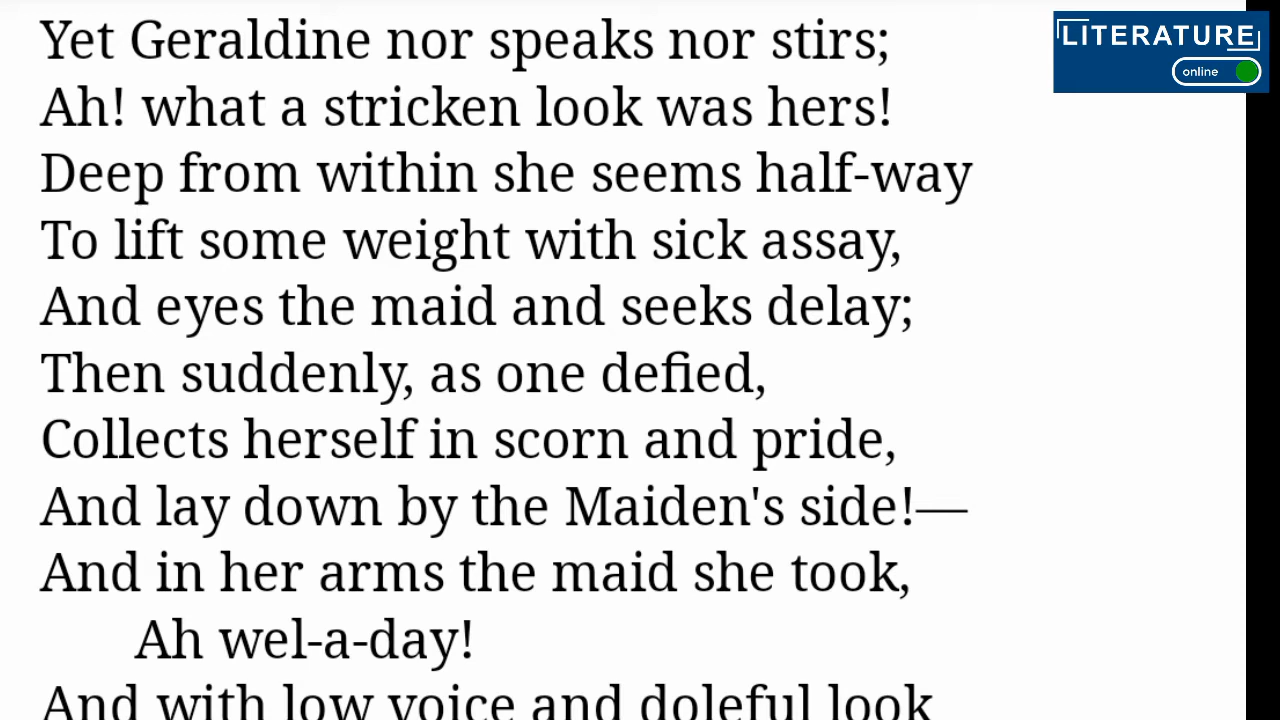 Yet Geraldine nor speaks nor stirs;
Ah! what a stricken look was hers!
Deep from within she seems half-way
To lift some weight with sick assay,
And eyes the maid and seeks delay;
Then suddenly, as one defied,
Collects herself in scorn and pride,
And lay down by the Maiden's side!—
And in her arms the maid she took,
Ah wel-a-day!
And with low voice and doleful look
LITERATURE
online